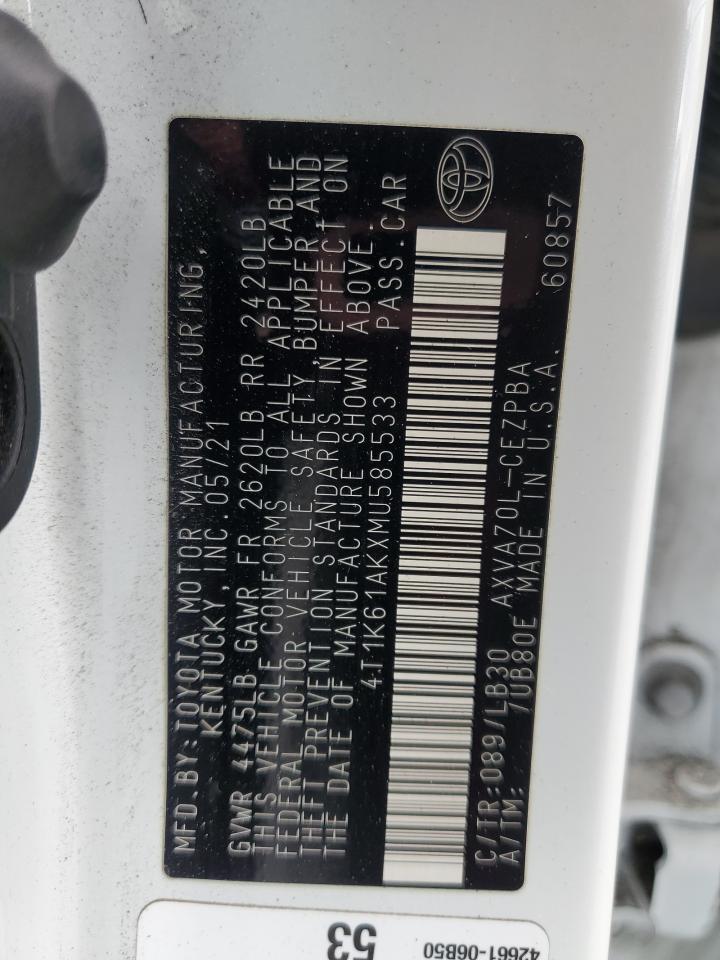 MFD. BY: TOYOTA MOTOR MANUFACTURING
KENTUCKY, INC 05/21
GVWR 4475LB GAWR FR 2620LB RR 2420LB
THIS VEHICLE CONFORMS TO ALL APPLICABLE
FEDERAL MOTOR VEHICLE SAFETY, BUMPER AND
THEFT PREVENTION STANDARDS IN EFFECT ON
THE DATE OF MANUFACTURE SHOWN ABOVE.
4T1K61AKXMU585533 PASS.CAR
C/TR:089/LB30 AXVA70L-CEZPBA 60857
A/TM: /UB80E MADE IN U.S.A.
53
42661-06B50